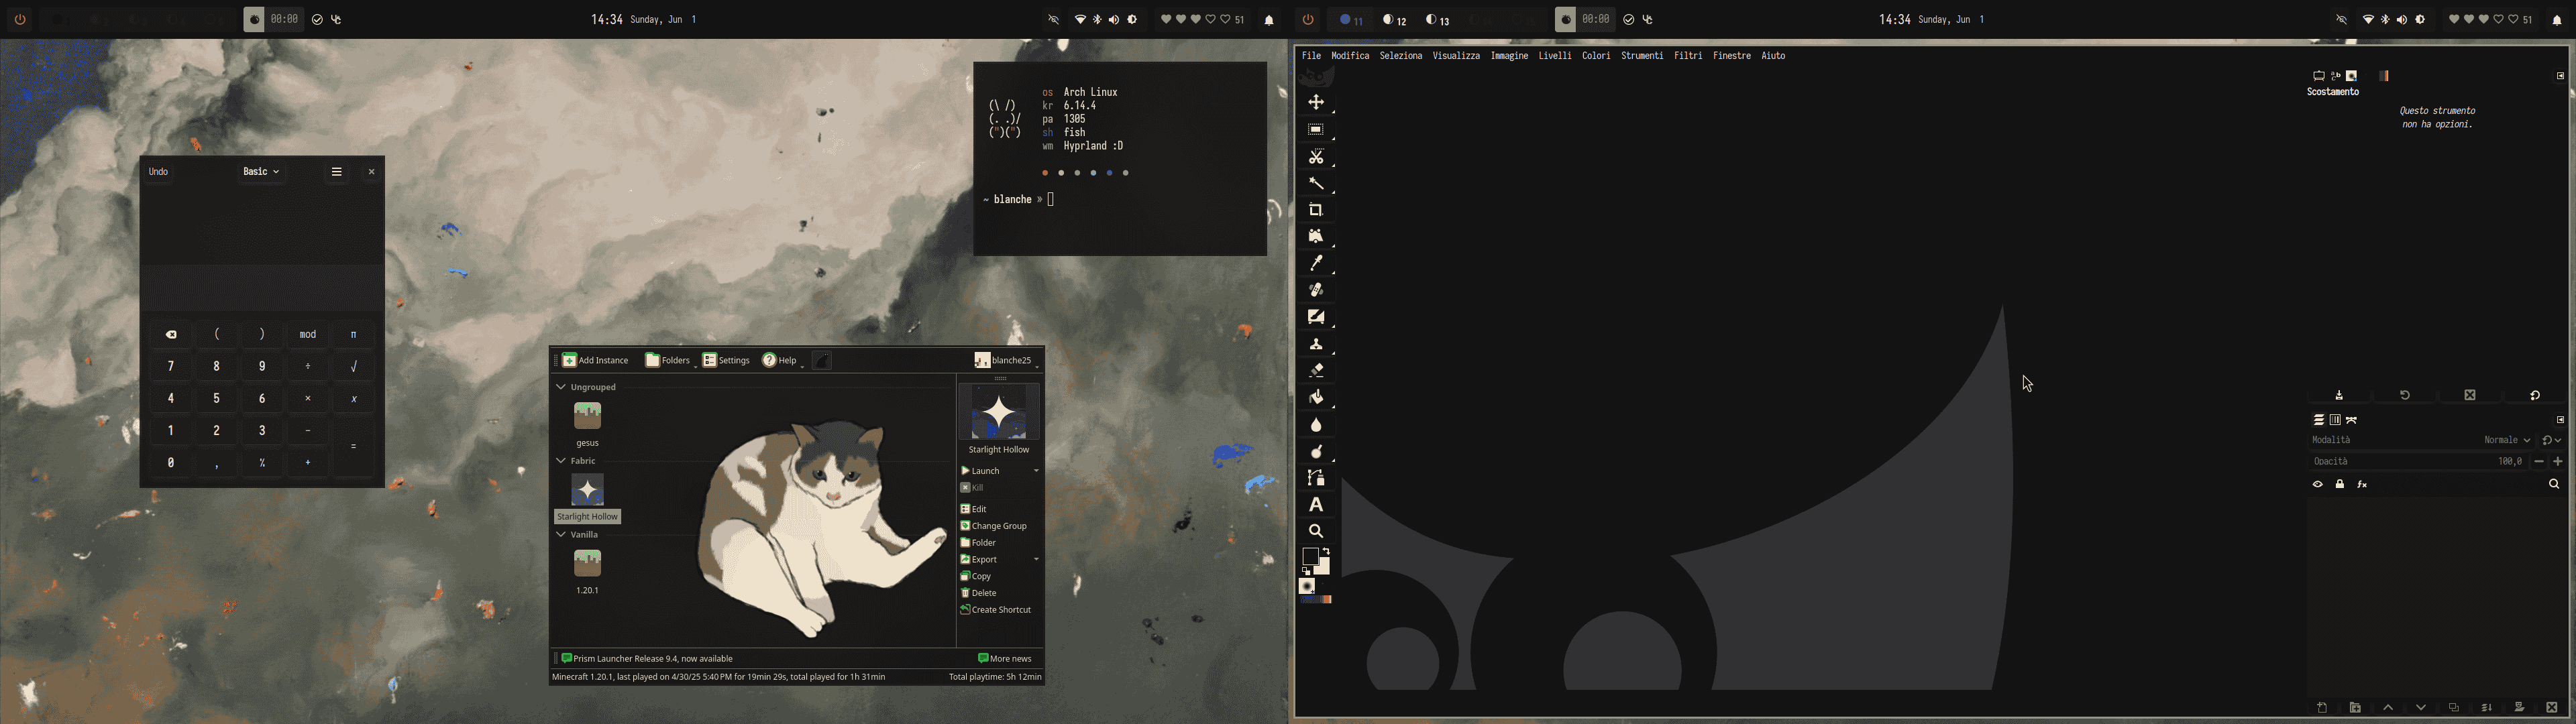 00:00
14:34 Sunday, Jun 1
51
11 12 13
00:00
14:34 Sunday, Jun 1
51
Undo Basic
( ) mod π
7 8 9 ÷ √
4 5 6 × x
1 2 3 − =
0 , % +
os Arch Linux
(\ /) kr 6.14.4
(. .)/ pa 1305
(")(") sh fish
wm Hyprland :D
~ blanche »
Add Instance Folders Settings Help blanche25
Ungrouped
gesus
Fabric
Starlight Hollow
Vanilla
1.20.1
Starlight Hollow
Launch
Kill
Edit
Change Group
Folder
Export
Copy
Delete
Create Shortcut
Prism Launcher Release 9.4, now available More news
Minecraft 1.20.1, last played on 4/30/25 5:40 PM for 19min 29s, total played for 1h 31min Total playtime: 5h 12min
File Modifica Seleziona Visualizza Immagine Livelli Colori Strumenti Filtri Finestre Aiuto
A
Scostamento
Questo strumento
non ha opzioni.
Modalità Normale
Opacità 100,0
fx